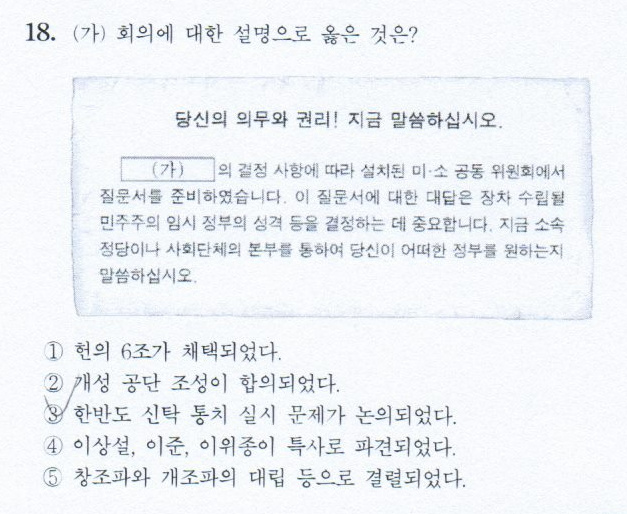 18. (가) 회의에 대한 설명으로 옳은 것은?
당신의 의무와 권리! 지금 말씀하십시오.
(가) 의 결정 사항에 따라 설치된 미·소 공동 위원회에서
질문서를 준비하였습니다. 이 질문서에 대한 대답은 장차 수립될
민주주의 임시 정부의 성격 등을 결정하는 데 중요합니다. 지금 소속
정당이나 사회단체의 본부를 통하여 당신이 어떠한 정부를 원하는지
말씀하십시오.
① 헌의 6조가 채택되었다.
② 개성 공단 조성이 합의되었다.
③ 한반도 신탁 통치 실시 문제가 논의되었다.
④ 이상설, 이준, 이위종이 특사로 파견되었다.
⑤ 창조파와 개조파의 대립 등으로 결렬되었다.